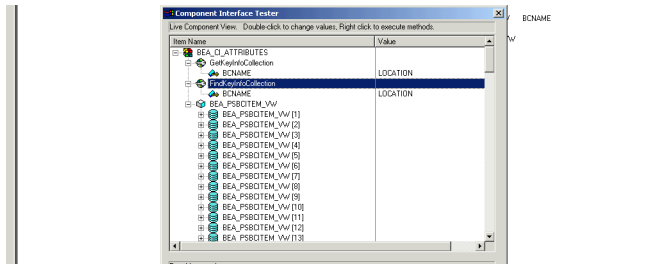 Component Interface Tester
BCNAME
Live Component View. Double-click to change values, Right click to execute methods.
Item Name Value
BEA_CI_ATTRIBUTES
GetKeyInfoCollection
BCNAME LOCATION
FindKeyInfoCollection
BCNAME LOCATION
BEA_PSBCITEM_VW
BEA_PSBCITEM_VW [1]
BEA_PSBCITEM_VW [2]
BEA_PSBCITEM_VW [3]
BEA_PSBCITEM_VW [4]
BEA_PSBCITEM_VW [5]
BEA_PSBCITEM_VW [6]
BEA_PSBCITEM_VW [7]
BEA_PSBCITEM_VW [8]
BEA_PSBCITEM_VW [9]
BEA_PSBCITEM_VW [10]
BEA_PSBCITEM_VW [11]
BEA_PSBCITEM_VW [12]
BEA_PSBCITEM_VW [13]